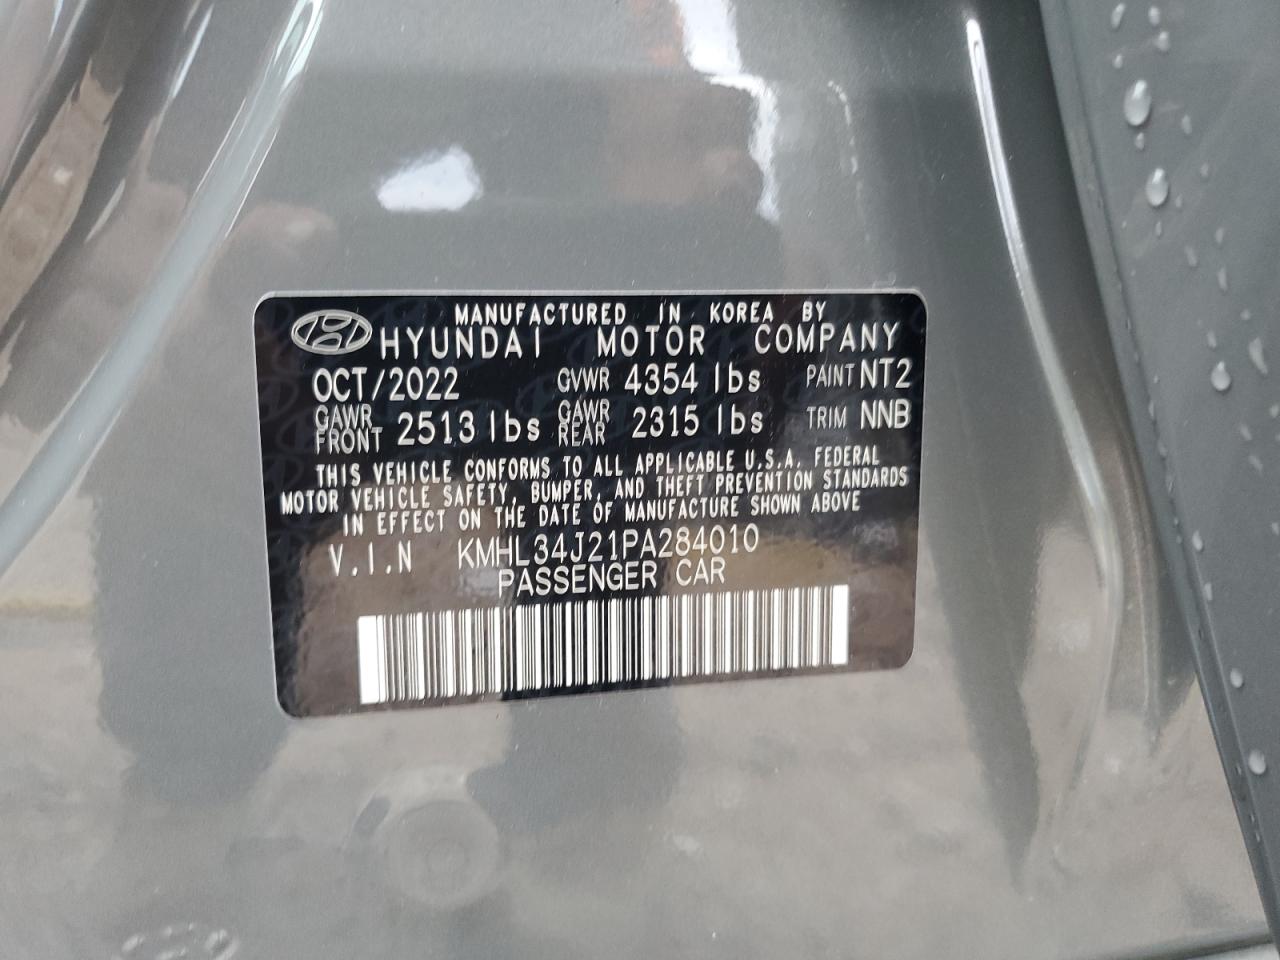 MANUFACTURED IN KOREA BY
HYUNDAI MOTOR COMPANY
OCT/2022 GVWR 4354 lbs PAINT NT2
GAWR FRONT 2513 lbs GAWR REAR 2315 lbs TRIM NNB
THIS VEHICLE CONFORMS TO ALL APPLICABLE U.S.A. FEDERAL
MOTOR VEHICLE SAFETY, BUMPER, AND THEFT PREVENTION STANDARDS
IN EFFECT ON THE DATE OF MANUFACTURE SHOWN ABOVE
V.I.N KMHL34J21PA284010
PASSENGER CAR